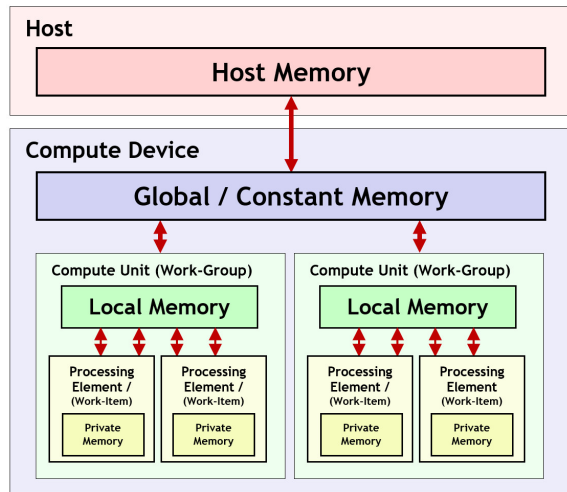 Host
Host Memory
Compute Device
Global / Constant Memory
Compute Unit (Work-Group)
Local Memory
Processing
Element /
(Work-Item)
Private
Memory
Processing
Element /
(Work-Item)
Private
Memory
Compute Unit (Work-Group)
Local Memory
Processing
Element /
(Work-Item)
Private
Memory
Processing
Element
(Work-Item)
Private
Memory